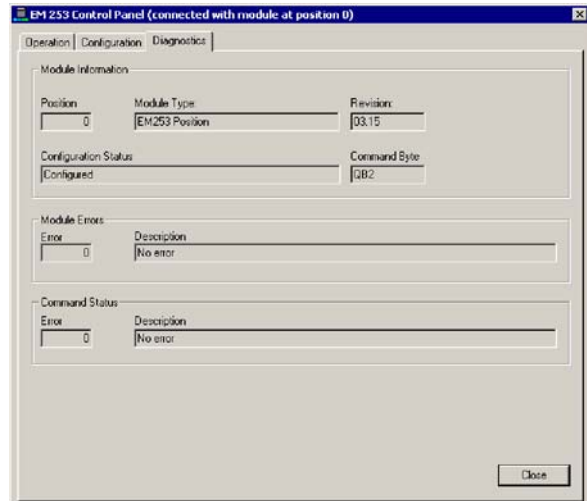 EM 253 Control Panel (connected with module at position 0)
Operation Configuration Diagnostics
Module Information
Position Module Type: Revision:
0 EM253 Position 03.15
Configuration Status Command Byte
Configured QB2
Module Errors
Error Description
0 No error
Command Status
Error Description
0 No error
Close